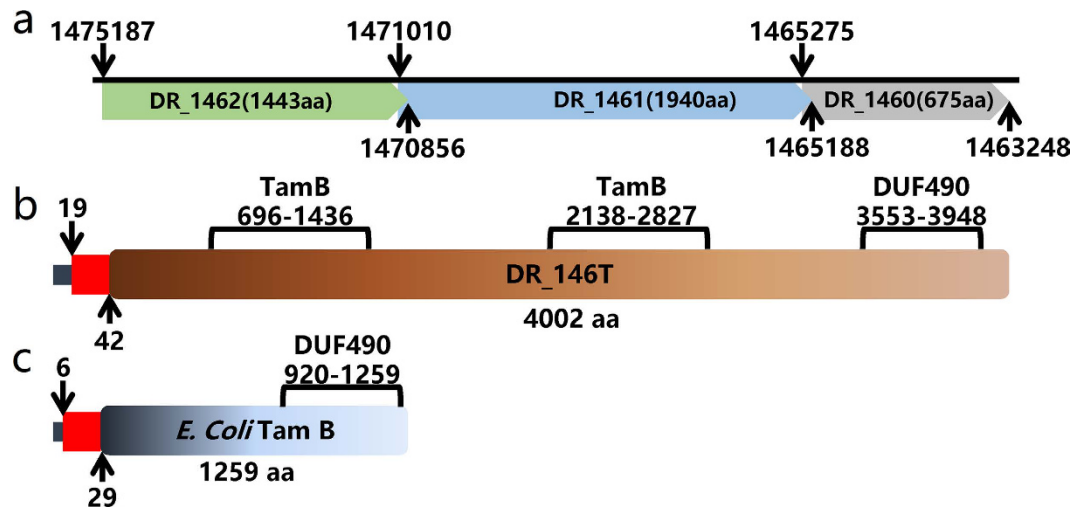 a
1475187 1471010 1465275
DR_1462(1443aa) DR_1461(1940aa) DR_1460(675aa)
1470856 1465188 1463248
b
TamB TamB DUF490
19 696-1436 2138-2827 3553-3948
DR_146T
4002 aa
42
c
DUF490
6 920-1259
E. Coli Tam B
1259 aa
29